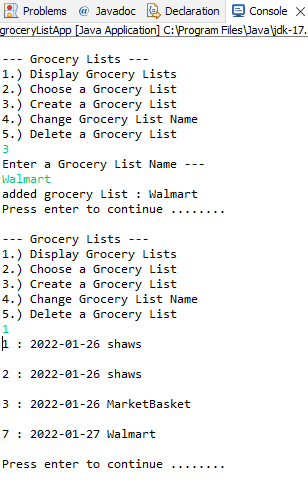 Problems @ Javadoc Declaration Console
groceryListApp [Java Application] C:\Program Files\Java\jdk-17.
--- Grocery Lists ---
1.) Display Grocery Lists
2.) Choose a Grocery List
3.) Create a Grocery List
4.) Change Grocery List Name
5.) Delete a Grocery List
3
Enter a Grocery List Name ---
Walmart
added grocery List : Walmart
Press enter to continue ........
--- Grocery Lists ---
1.) Display Grocery Lists
2.) Choose a Grocery List
3.) Create a Grocery List
4.) Change Grocery List Name
5.) Delete a Grocery List
1
1 : 2022-01-26 shaws
2 : 2022-01-26 shaws
3 : 2022-01-26 MarketBasket
7 : 2022-01-27 Walmart
Press enter to continue ........